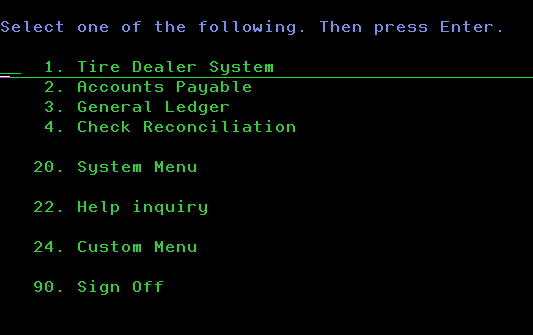 Select one of the following. Then press Enter.
1. Tire Dealer System
2. Accounts Payable
3. General Ledger
4. Check Reconciliation
20. System Menu
22. Help inquiry
24. Custom Menu
90. Sign Off